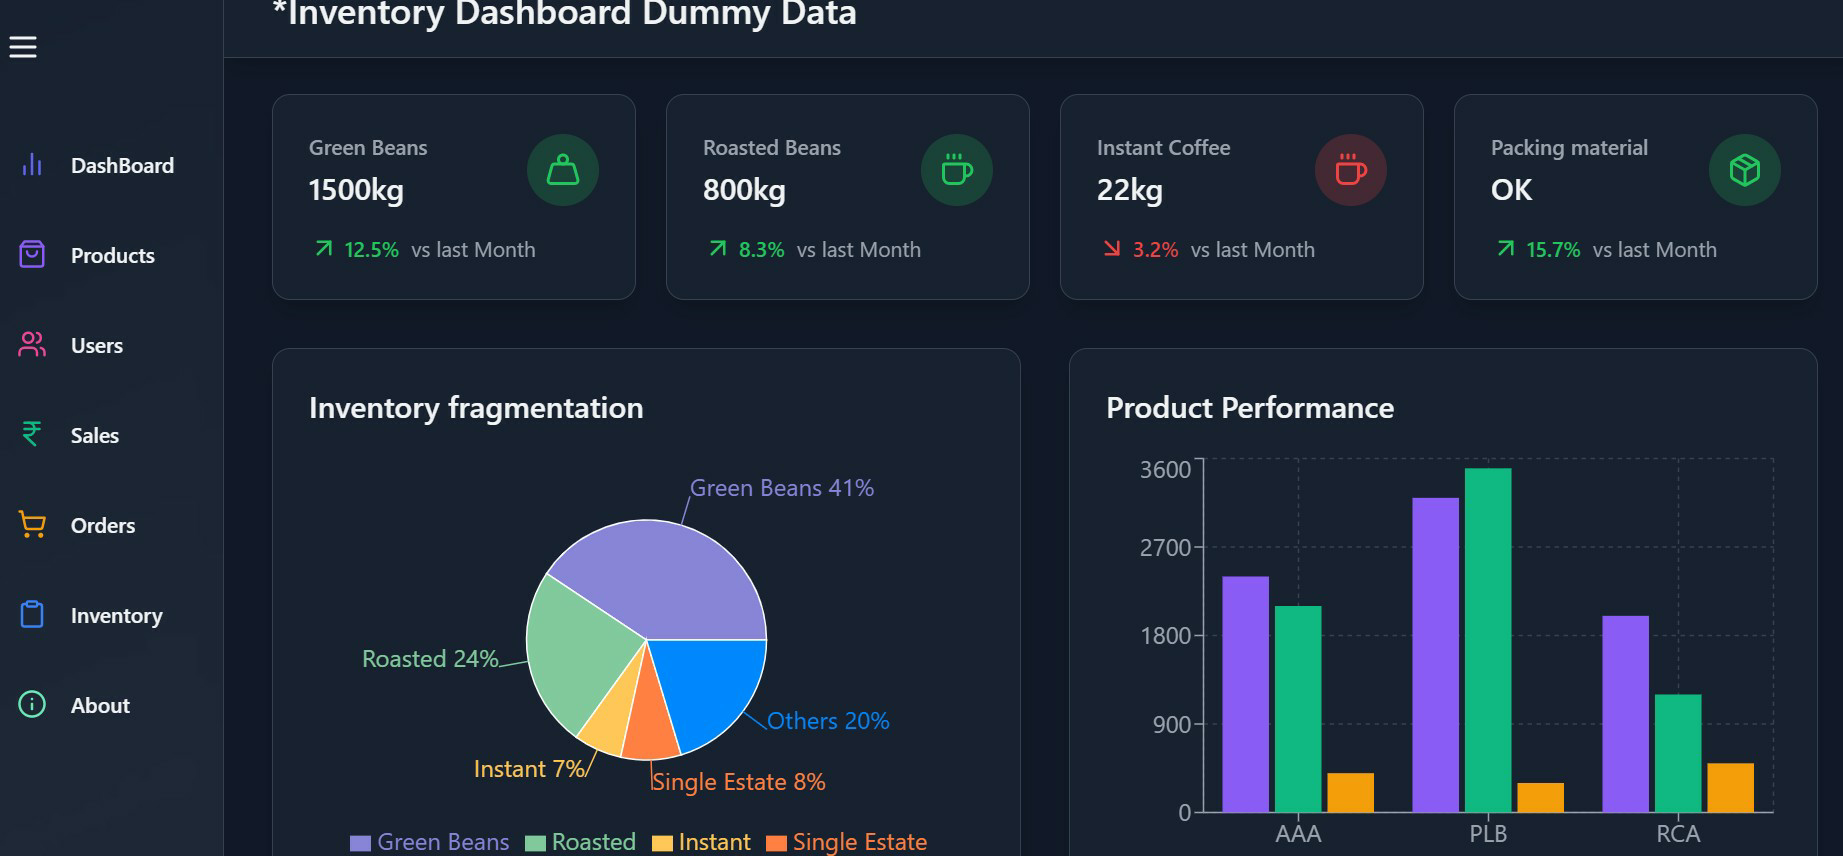 *Inventory Dashboard Dummy Data
DashBoard
Products
Users
Sales
Orders
Inventory
About
Green Beans
1500kg
12.5% vs last Month
Roasted Beans
800kg
8.3% vs last Month
Instant Coffee
22kg
3.2% vs last Month
Packing material
OK
15.7% vs last Month
Inventory fragmentation
Green Beans 41%
Roasted 24%
Others 20%
Instant 7%
Single Estate 8%
Green Beans Roasted Instant Single Estate
Product Performance
3600
2700
1800
900
0
AAA PLB RCA